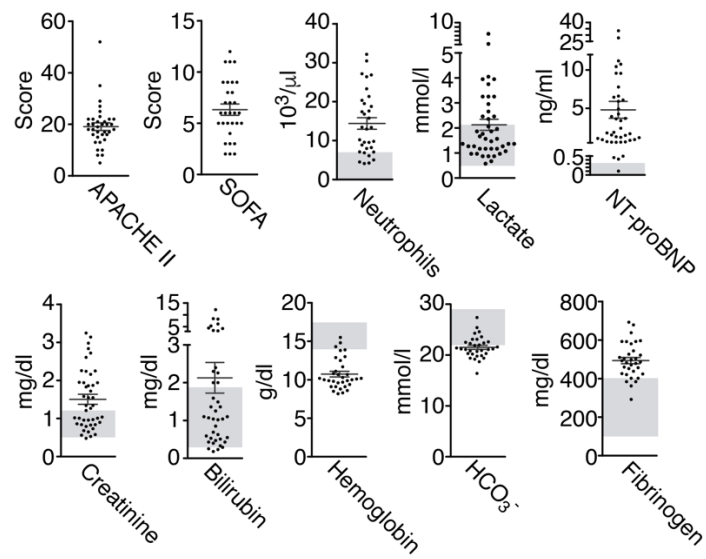 60
40
20
0
Score
APACHE II
15
10
5
0
Score
SOFA
40
30
20
10
0
10³/µl
Neutrophils
10
5
5
4
3
2
1
0
mmol/l
Lactate
40
25
10
5
0.5
0
ng/ml
NT-proBNP
4
3
2
1
0
mg/dl
Creatinine
15
5
3
2
1
0
mg/dl
Bilirubin
20
15
10
5
0
g/dl
Hemoglobin
30
20
10
0
mmol/l
HCO₃⁻
800
600
400
200
0
mg/dl
Fibrinogen